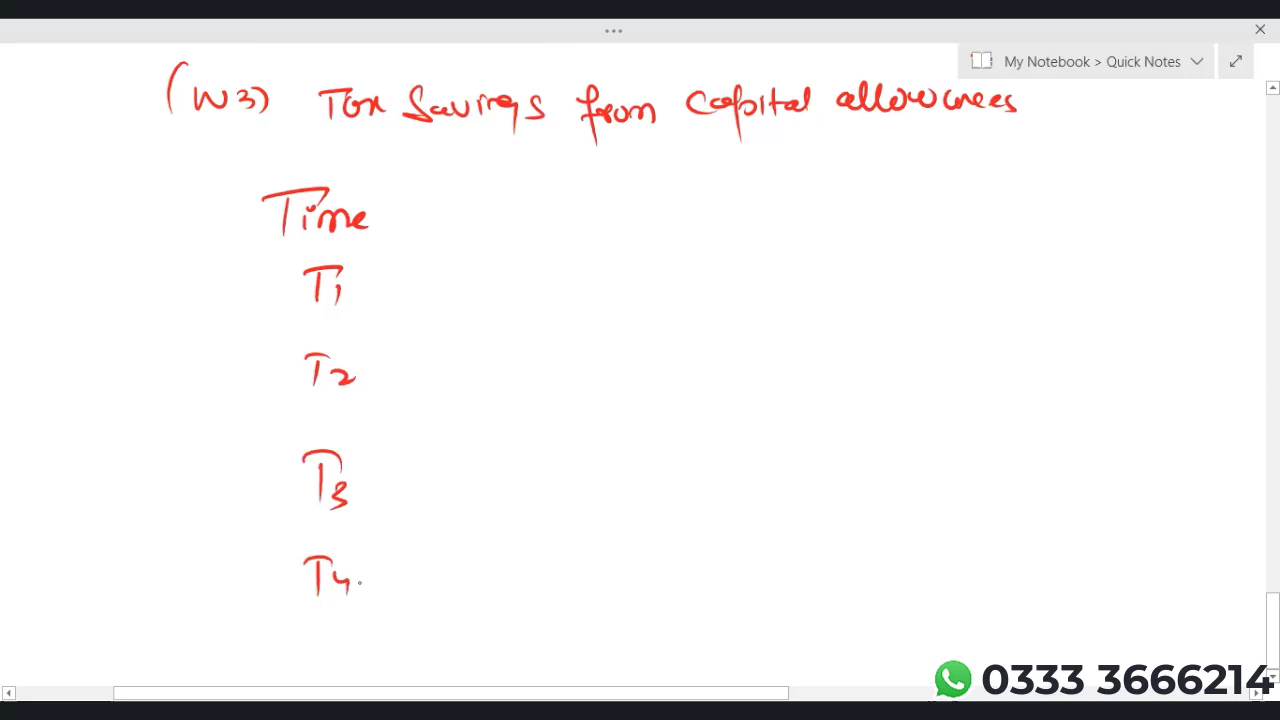 My Notebook > Quick Notes
(W3) Tax Savings from Capital allowances
Time
T1
T2
T3
T4
0333 3666214